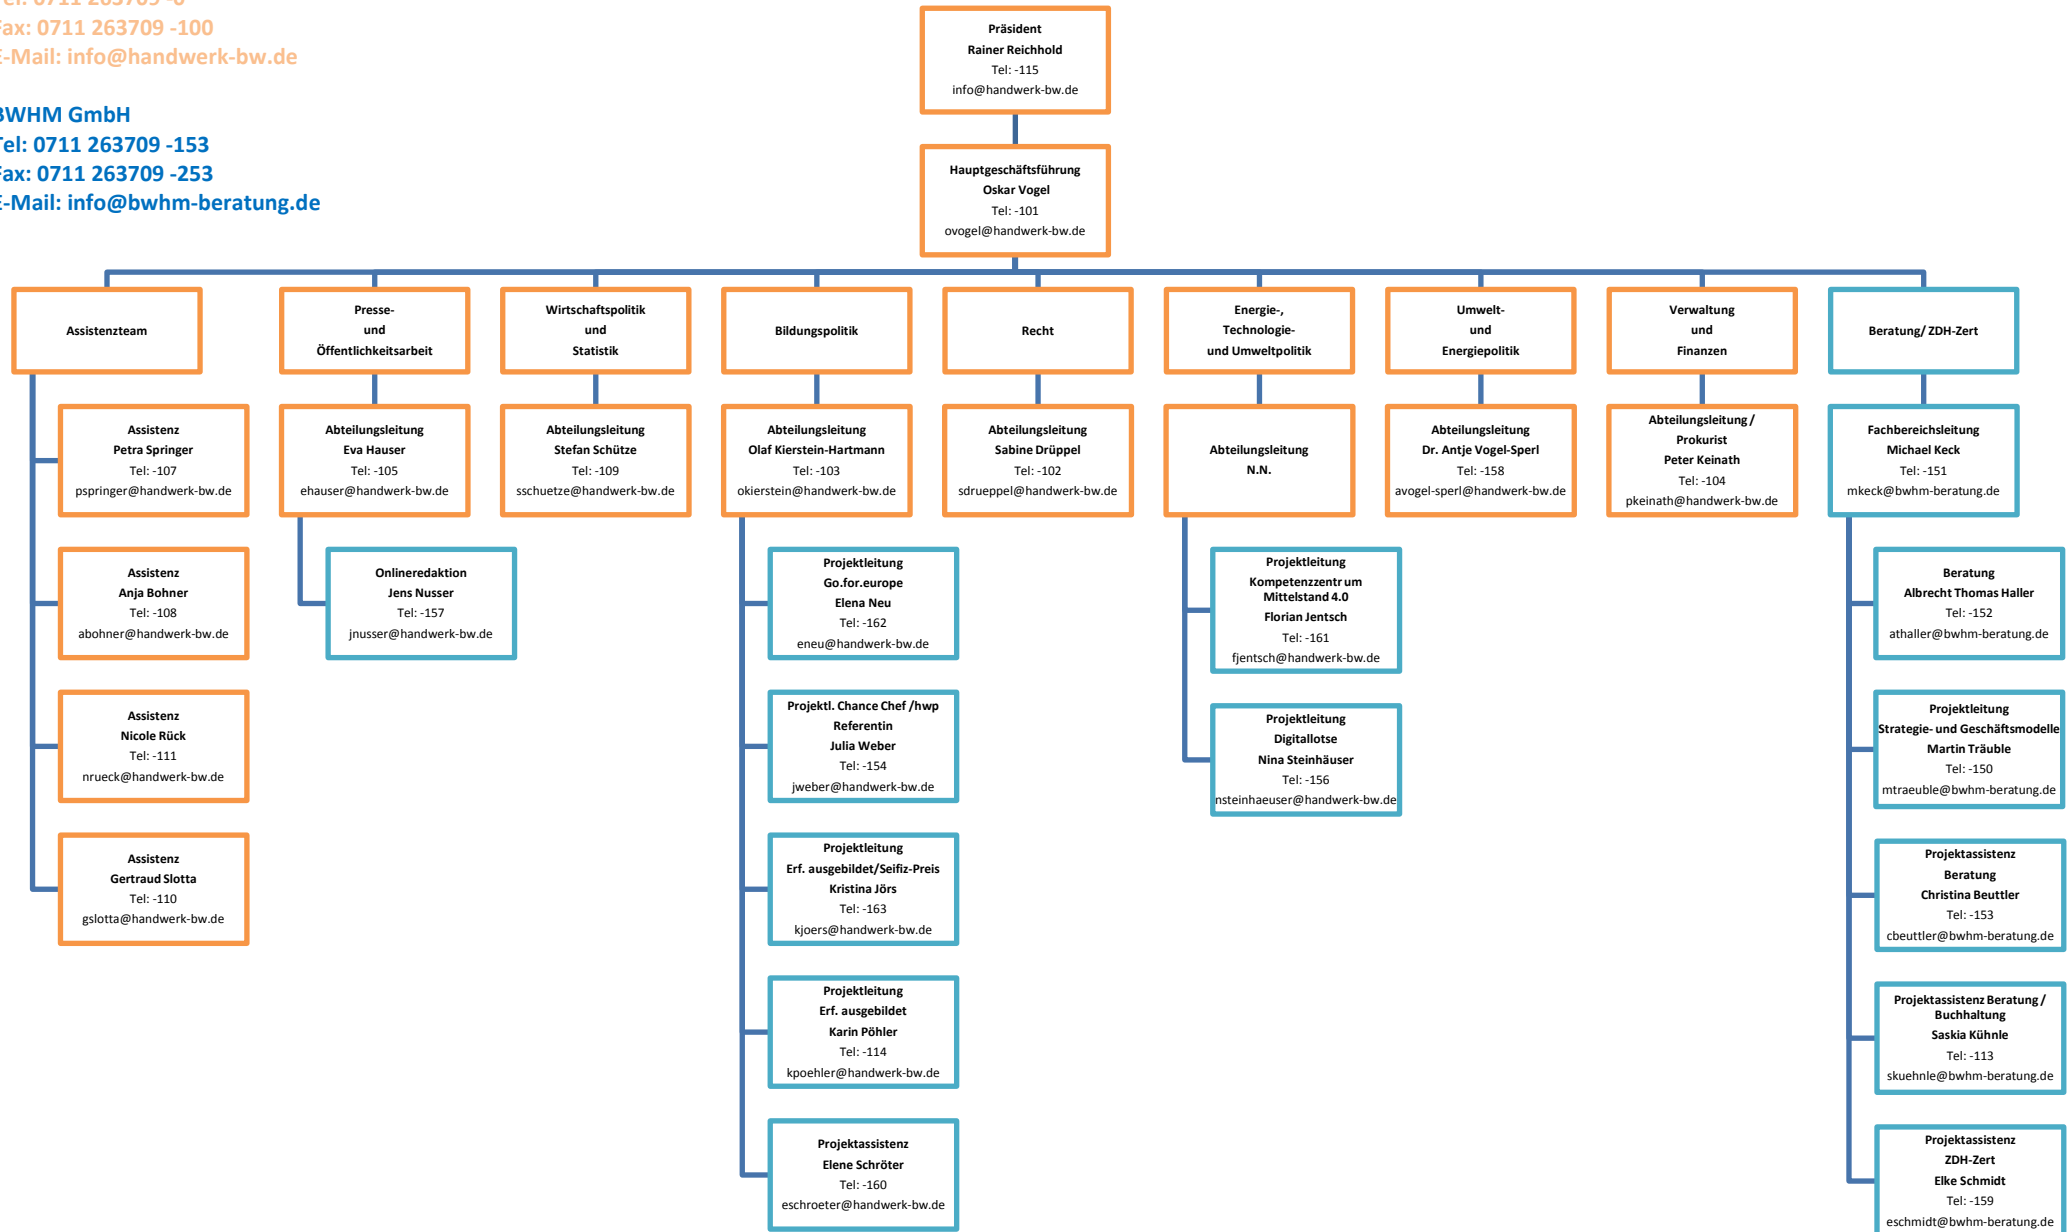 Tel: 0711 263709 -0
Fax: 0711 263709 -100
E-Mail: info@handwerk-bw.de
BWHM GmbH
Tel: 0711 263709 -153
Fax: 0711 263709 -253
E-Mail: info@bwhm-beratung.de
Präsident
Rainer Reichhold
Tel: -115
info@handwerk-bw.de
Hauptgeschäftsführung
Oskar Vogel
Tel: -101
ovogel@handwerk-bw.de
Assistenzteam
Assistenz
Petra Springer
Tel: -107
pspringer@handwerk-bw.de
Assistenz
Anja Bohner
Tel: -108
abohner@handwerk-bw.de
Assistenz
Nicole Rück
Tel: -111
nrueck@handwerk-bw.de
Assistenz
Gertraud Slotta
Tel: -110
gslotta@handwerk-bw.de
Presse-
und
Öffentlichkeitsarbeit
Abteilungsleitung
Eva Hauser
Tel: -105
ehauser@handwerk-bw.de
Onlineredaktion
Jens Nusser
Tel: -157
jnusser@handwerk-bw.de
Wirtschaftspolitik
und
Statistik
Abteilungsleitung
Stefan Schütze
Tel: -109
sschuetze@handwerk-bw.de
Bildungspolitik
Abteilungsleitung
Olaf Kierstein-Hartmann
Tel: -103
okierstein@handwerk-bw.de
Projektleitung
Go.for.europe
Elena Neu
Tel: -162
eneu@handwerk-bw.de
Projektl. Chance Chef /hwp
Referentin
Julia Weber
Tel: -154
jweber@handwerk-bw.de
Projektleitung
Erf. ausgebildet/Seifiz-Preis
Kristina Jörs
Tel: -163
kjoers@handwerk-bw.de
Projektleitung
Erf. ausgebildet
Karin Pöhler
Tel: -114
kpoehler@handwerk-bw.de
Projektassistenz
Elene Schröter
Tel: -160
eschroeter@handwerk-bw.de
Recht
Abteilungsleitung
Sabine Drüppel
Tel: -102
sdrueppel@handwerk-bw.de
Energie-,
Technologie-
und Umweltpolitik
Abteilungsleitung
N.N.
Projektleitung
Kompetenzzentrum
Mittelstand 4.0
Florian Jentsch
Tel: -161
fjentsch@handwerk-bw.de
Projektleitung
Digitallotse
Nina Steinhäuser
Tel: -156
nsteinhaeuser@handwerk-bw.de
Umwelt-
und
Energiepolitik
Abteilungsleitung
Dr. Antje Vogel-Sperl
Tel: -158
avogel-sperl@handwerk-bw.de
Verwaltung
und
Finanzen
Abteilungsleitung /
Prokurist
Peter Keinath
Tel: -104
pkeinath@handwerk-bw.de
Beratung/ ZDH-Zert
Fachbereichsleitung
Michael Keck
Tel: -151
mkeck@bwhm-beratung.de
Beratung
Albrecht Thomas Haller
Tel: -152
athaller@bwhm-beratung.de
Projektleitung
Strategie- und Geschäftsmodelle
Martin Träuble
Tel: -150
mtraeuble@bwhm-beratung.de
Projektassistenz
Beratung
Christina Beuttler
Tel: -153
cbeuttler@bwhm-beratung.de
Projektassistenz Beratung /
Buchhaltung
Saskia Kühnle
Tel: -113
skuehnle@bwhm-beratung.de
Projektassistenz
ZDH-Zert
Elke Schmidt
Tel: -159
eschmidt@bwhm-beratung.de